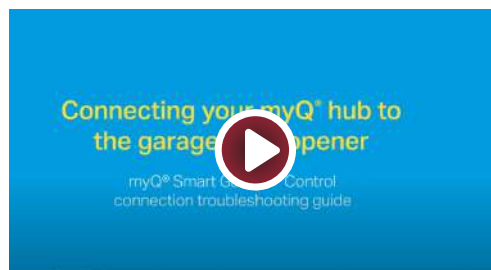 Connecting your myQ® hub to
the garage opener
myQ® Smart Control
connection troubleshooting guide